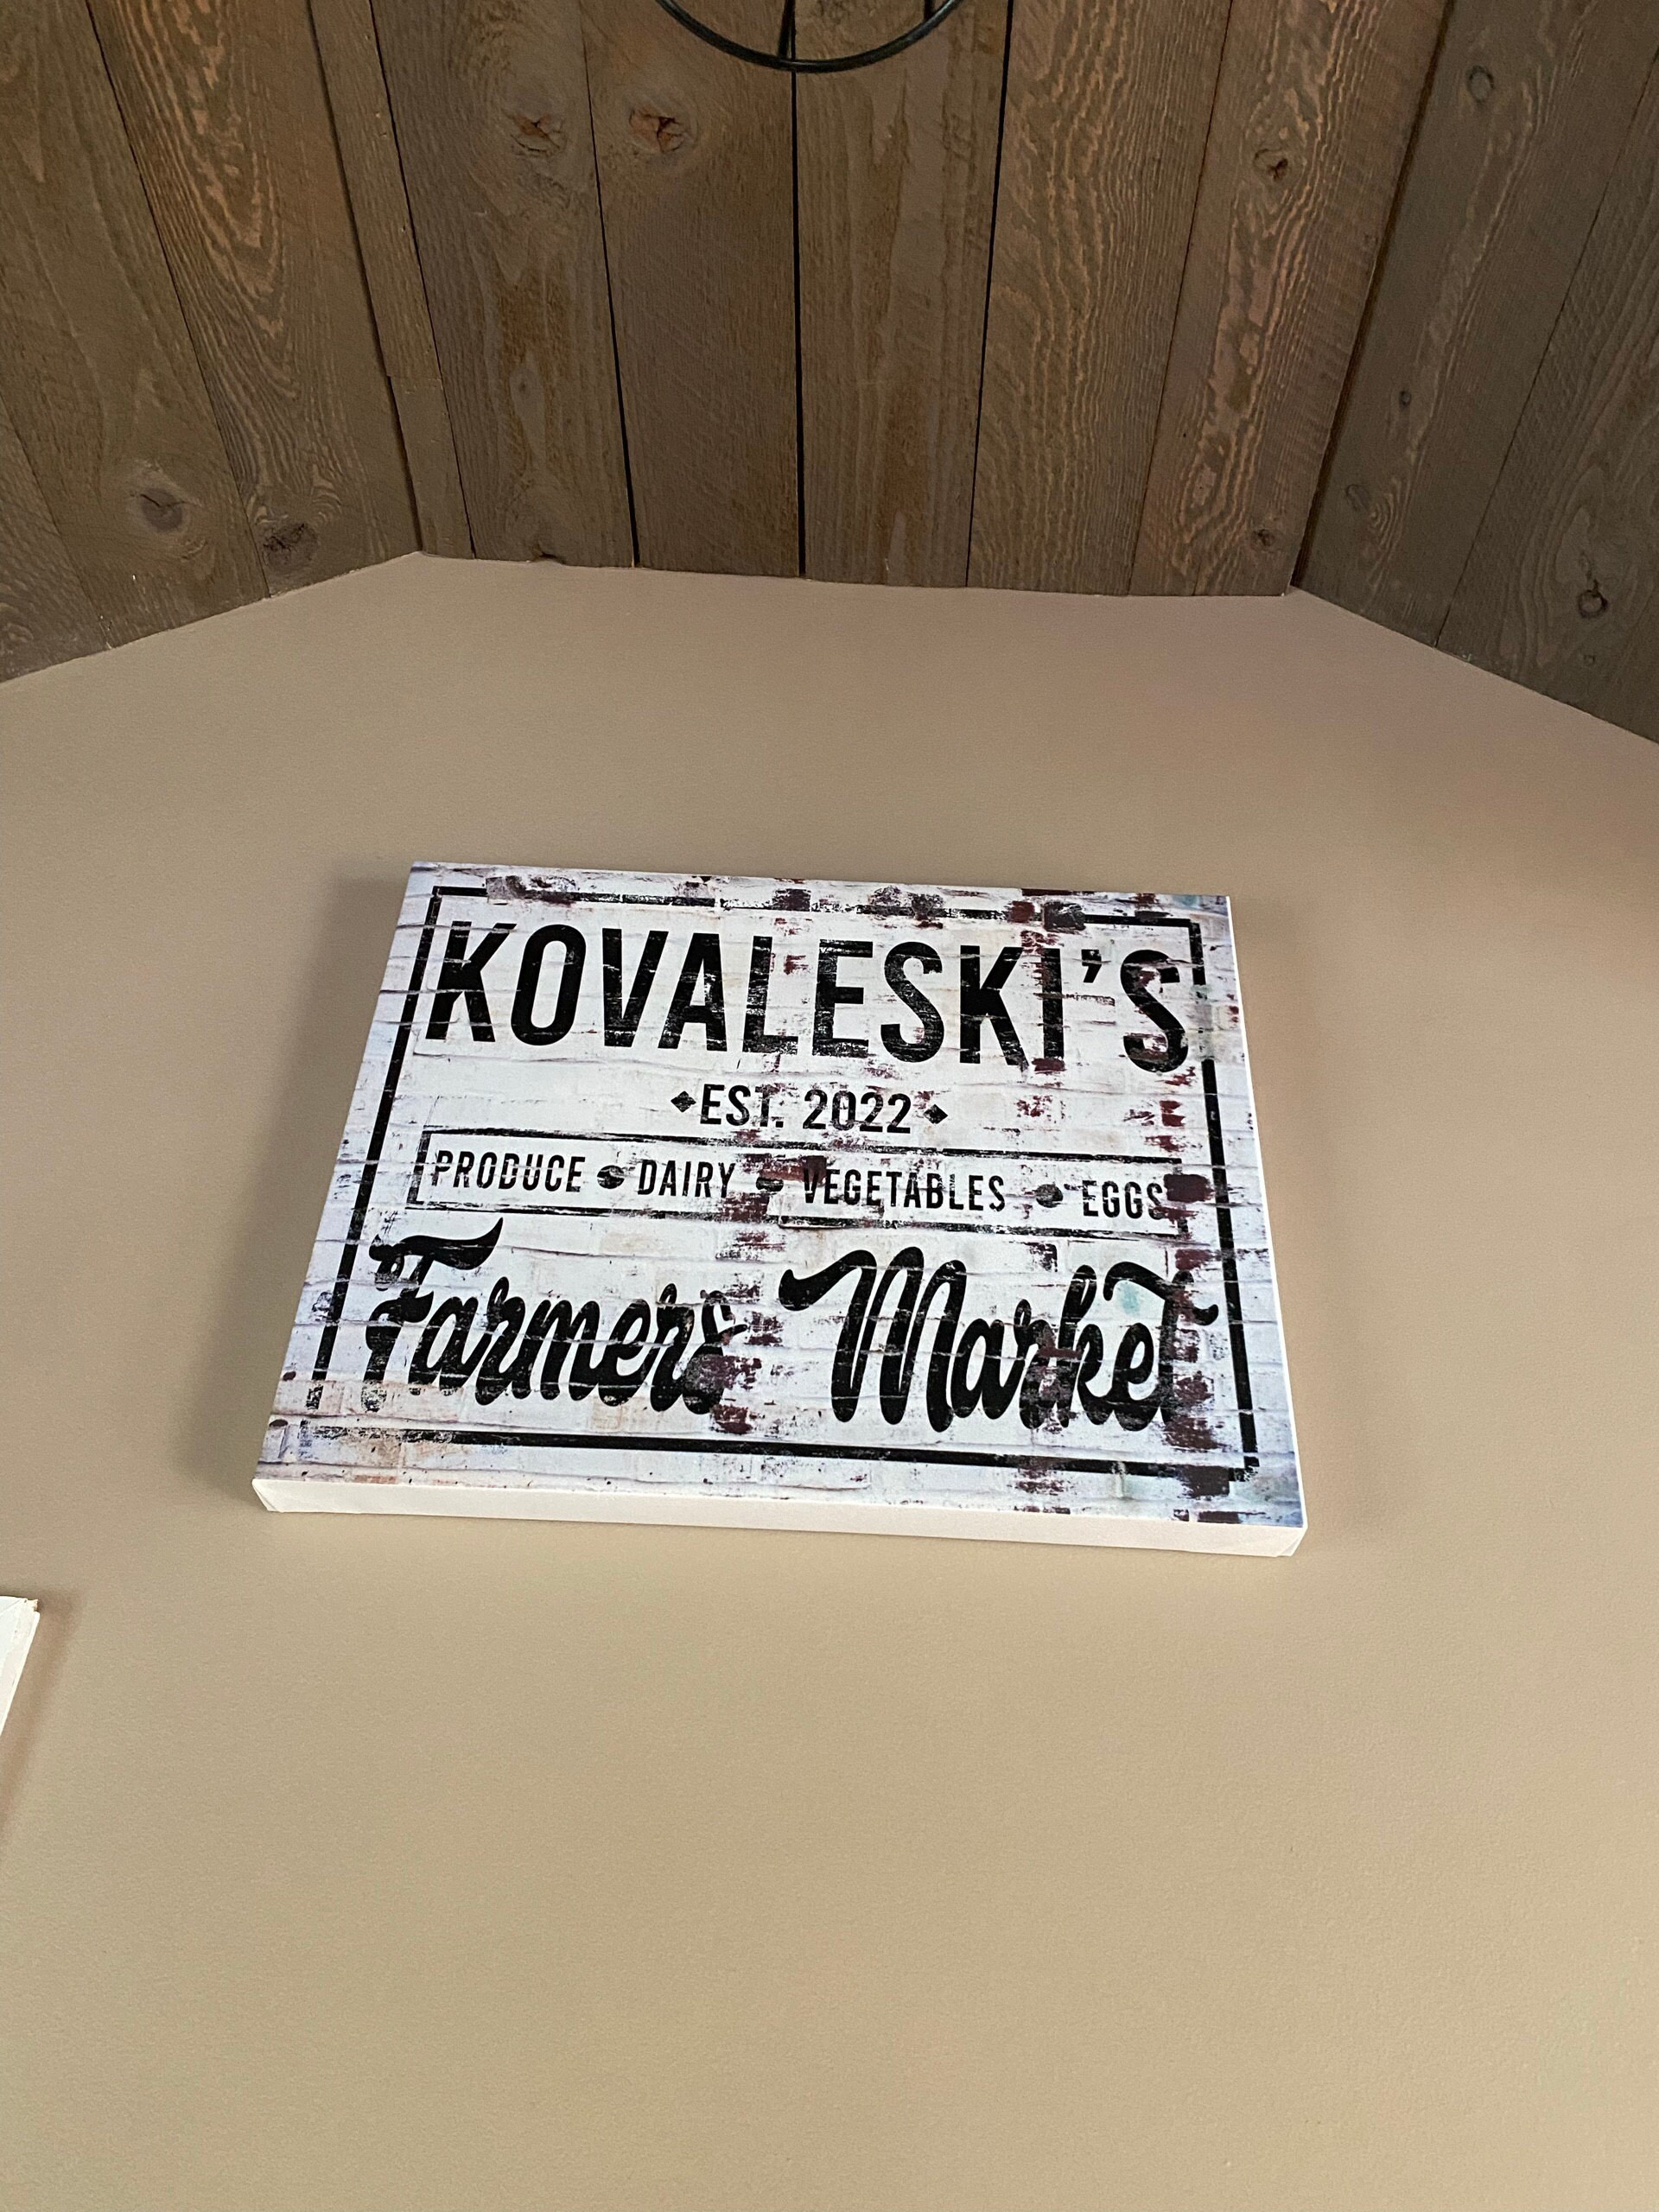 KOVALESKI'S
◆EST. 2022◆
PRODUCE ● DAIRY ● VEGETABLES ● EGGS
Farmers Market